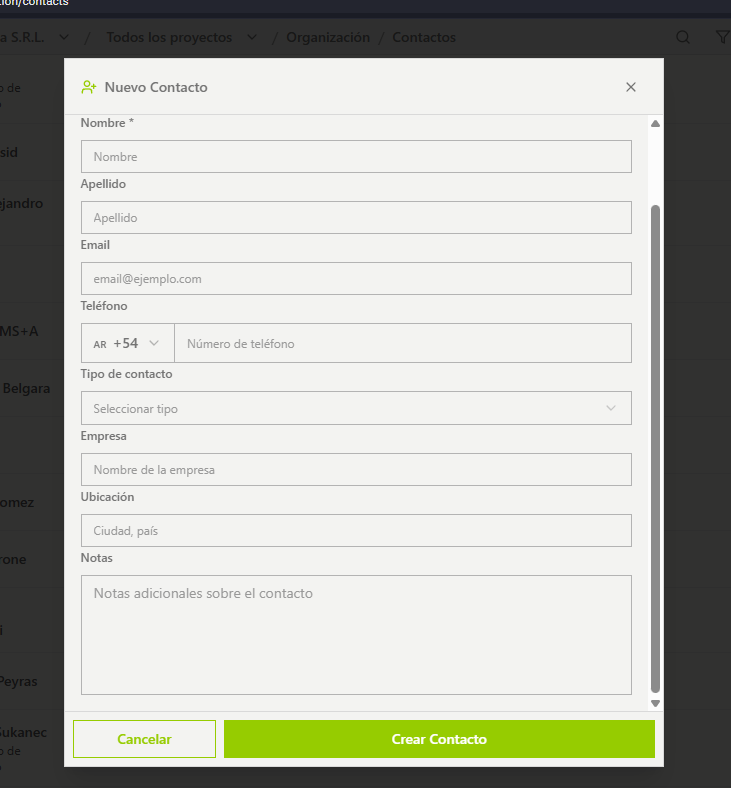 tion/contacts
a S.R.L. / Todos los proyectos / Organización / Contactos
o de
Nuevo Contacto
Nombre *
Nombre
sid
Apellido
ejandro
Apellido
Email
email@ejemplo.com
Teléfono
MS+A
AR +54 Número de teléfono
Tipo de contacto
Belgara
Seleccionar tipo
Empresa
Nombre de la empresa
Ubicación
omez
Ciudad, país
Notas
rone
Notas adicionales sobre el contacto
i
Peyras
Sukanec
o de
Cancelar
Crear Contacto